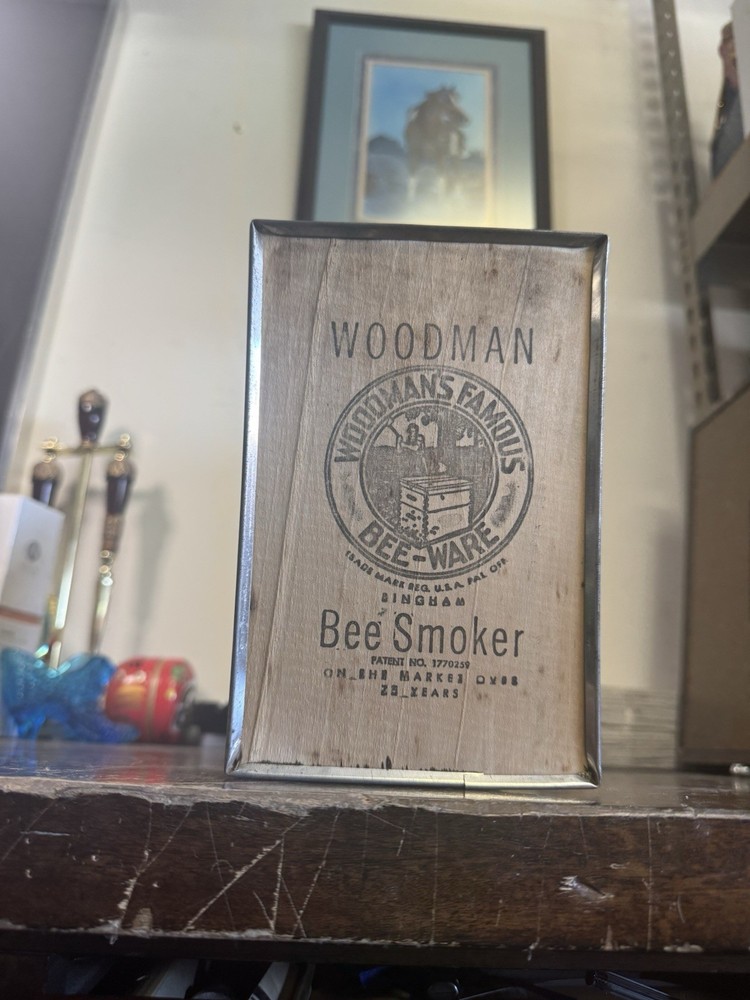 WOODMAN
WOODMAN'S FAMOUS
BEE-WARE
TRADE MARK REG. U.S.A. PAT. OFF.
BINGHAM
Bee Smoker
PATENT NO. 1770259
ON THE MARKET OVER
YEARS